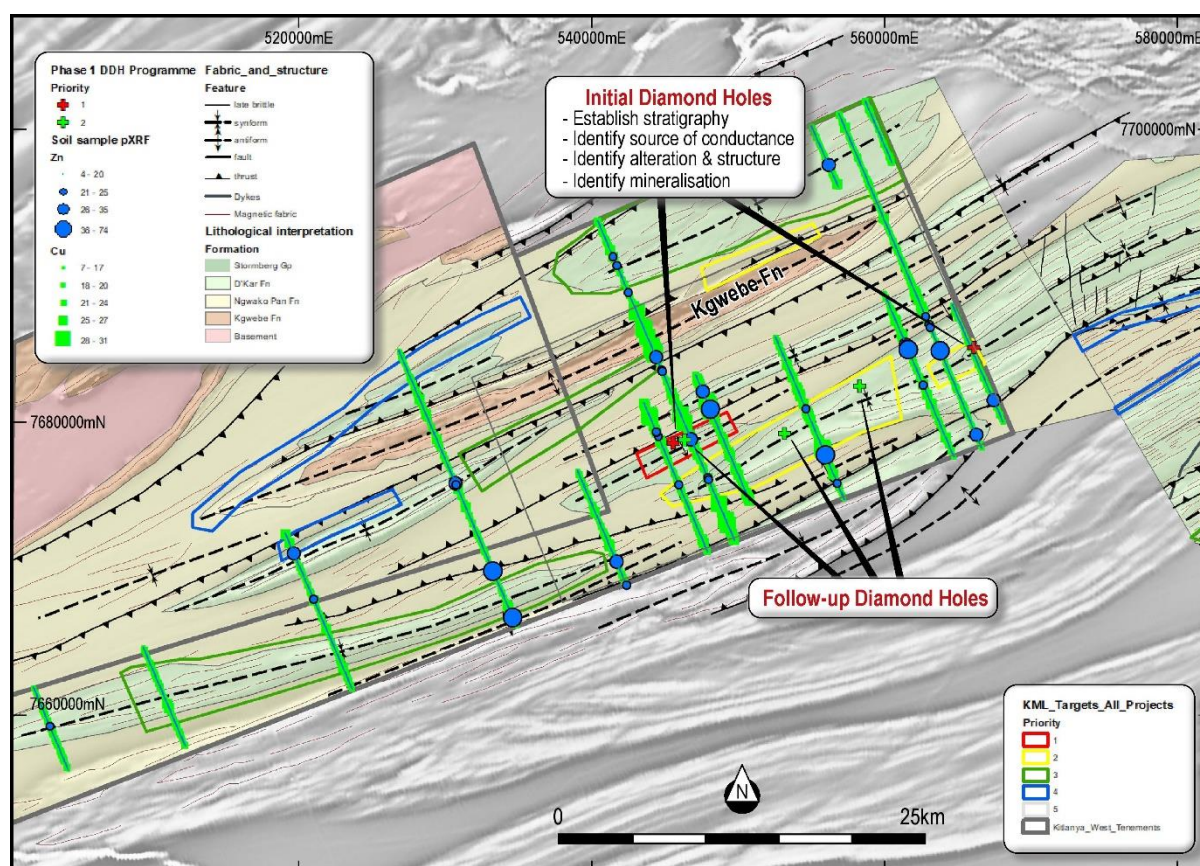 520000mE
540000mE
560000mE
580000mE
Phase 1 DDH Programme
Priority
1
2
Soil sample pXRF
Zn
4 - 20
21 - 25
26 - 35
36 - 74
Cu
7 - 17
18 - 20
21 - 24
25 - 27
28 - 31
Fabric_and_structure
Feature
late brittle
synform
antiform
fault
thrust
Dykes
Magnetic fabric
Lithological interpretation
Formation
Stormberg Gp
D'Kar Fn
Ngwako Pan Fn
Kgwebe Fn
Basement
Initial Diamond Holes
- Establish stratigraphy
- Identify source of conductance
- Identify alteration & structure
- Identify mineralisation
7700000mN
Kgwebe Fn
7680000mN
Follow-up Diamond Holes
7660000mN
KML_Targets_All_Projects
Priority
1
2
3
4
5
Kitlanya_West_Tenements
N
0
25km